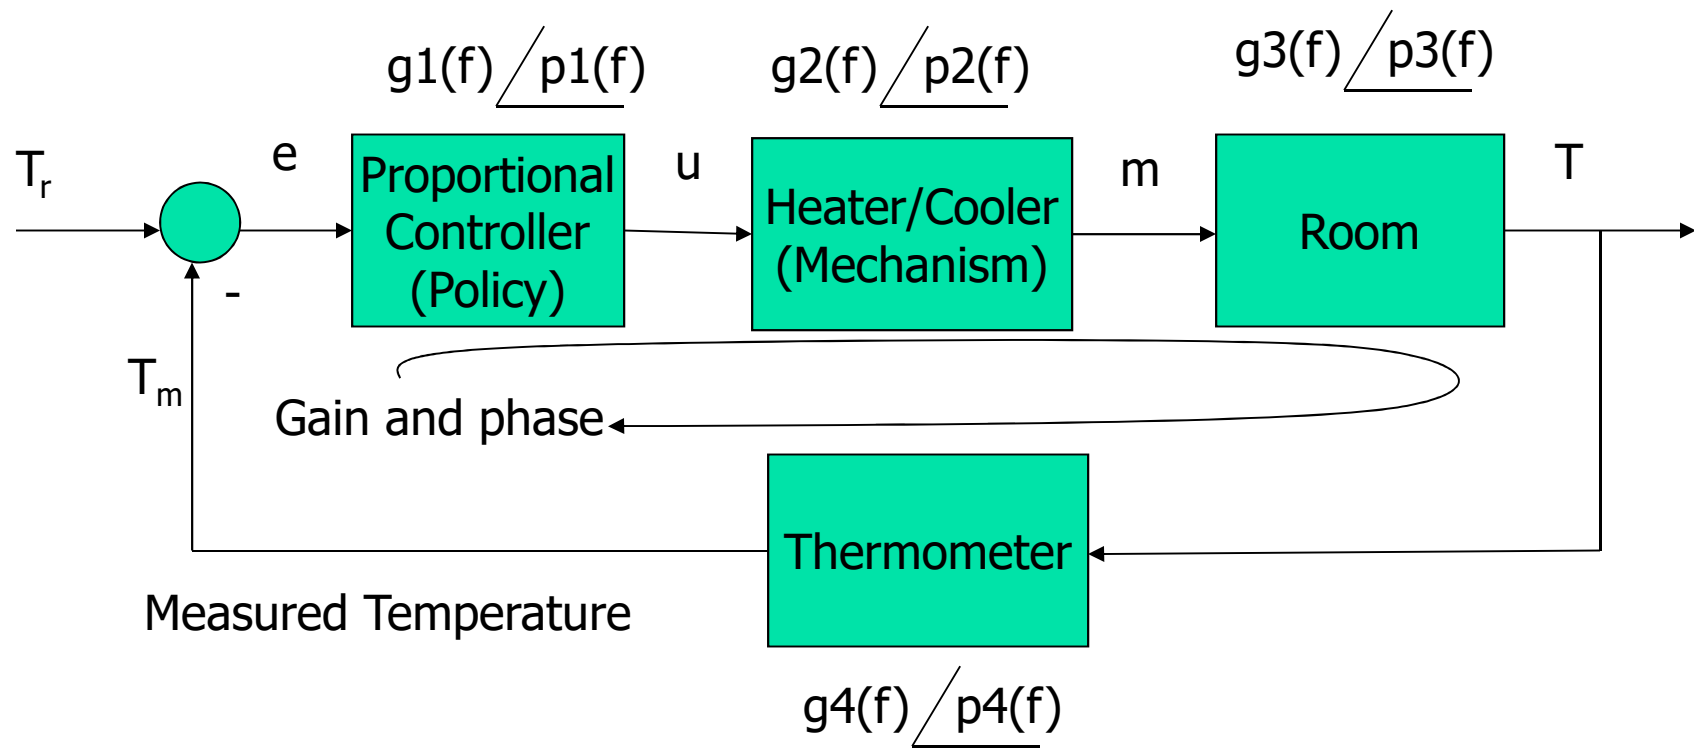 g1(f) p1(f)
g2(f) p2(f)
g3(f) p3(f)
Tr
e
Proportional
Controller
(Policy)
u
Heater/Cooler
(Mechanism)
m
Room
T
-
Tm
Gain and phase
Thermometer
Measured Temperature
g4(f) p4(f)